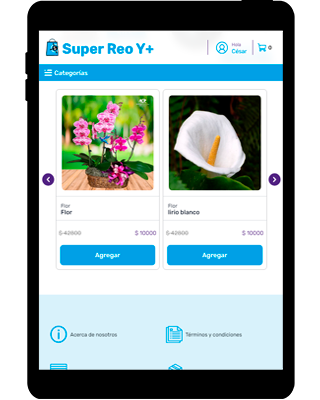 Super Reo Y+
Hola
César
0
Categorías
Flor
Flor
$ 42800
$ 10000
Agregar
Flor
lirio blanco
$ 42800
$ 10000
Agregar
Acerca de nosotros
Términos y condiciones